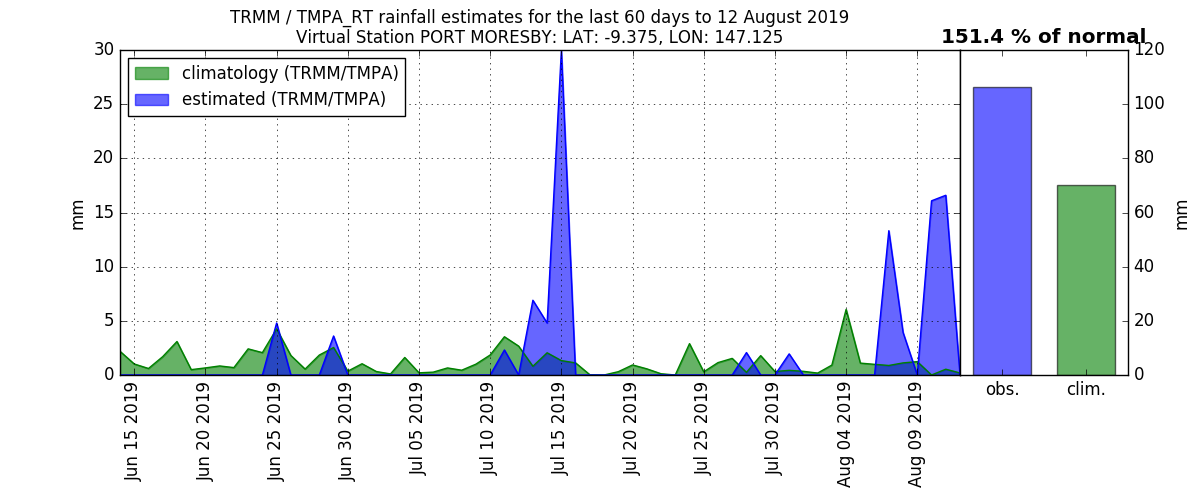 TRMM / TMPA_RT rainfall estimates for the last 60 days to 12 August 2019
Virtual Station PORT MORESBY: LAT: -9.375, LON: 147.125
151.4 % of normal
climatology (TRMM/TMPA)
estimated (TRMM/TMPA)
30
25
20
15
10
5
0
mm
120
100
80
60
40
20
0
mm
Jun 15 2019
Jun 20 2019
Jun 25 2019
Jun 30 2019
Jul 05 2019
Jul 10 2019
Jul 15 2019
Jul 20 2019
Jul 25 2019
Jul 30 2019
Aug 04 2019
Aug 09 2019
obs.
clim.